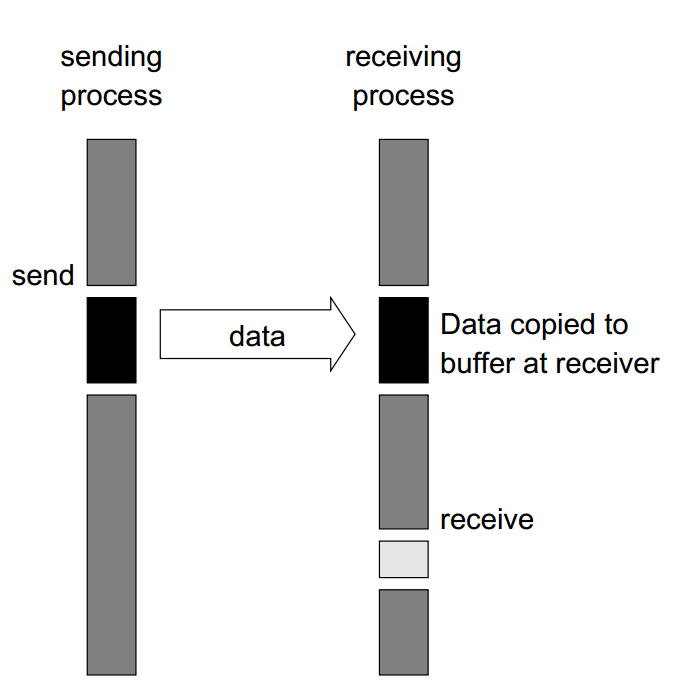 sending
process
receiving
process
send
data
Data copied to
buffer at receiver
receive